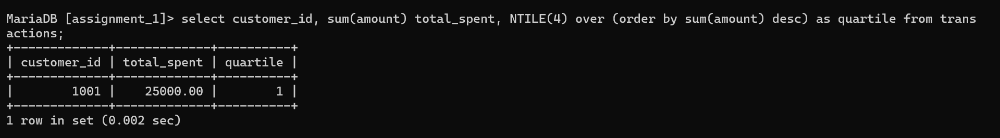 MariaDB [assignment_1]> select customer_id, sum(amount) total_spent, NTILE(4) over (order by sum(amount) desc) as quartile from trans
actions;
+-------------+-------------+----------+
| customer_id | total_spent | quartile |
+-------------+-------------+----------+
|        1001 |    25000.00 |        1 |
+-------------+-------------+----------+
1 row in set (0.002 sec)